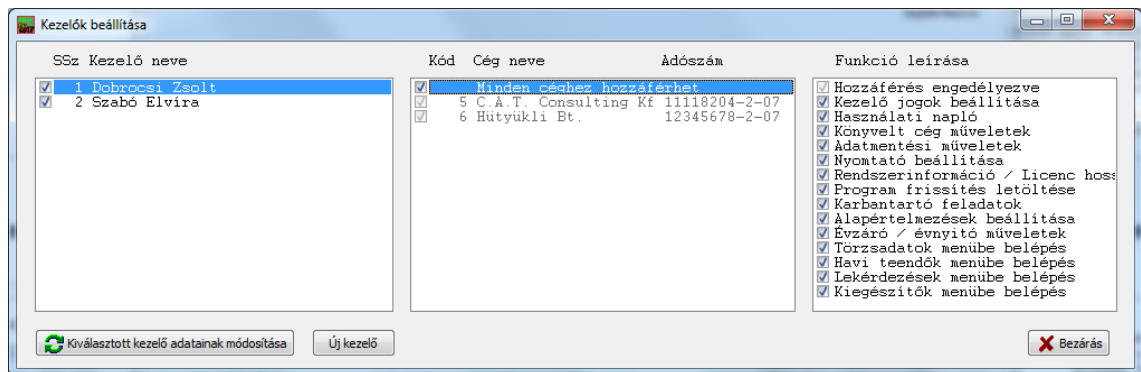 Kezelők beállítása
SSz Kezelő neve
1 Dobrocsi Zsolt
2 Szabó Elvira
Kód Cég neve Adószám
Minden céghez hozzáférhet
5 C.A.T. Consulting Kf 11118204-2-07
6 Hütyükli Bt. 12345678-2-07
Funkció leírása
Hozzáférés engedélyezve
Kezelő jogok beállítása
Használati napló
Könyvelt cég műveletek
Adatmentési műveletek
Nyomtató beállítása
Rendszerinformáció / Licenc hoss
Program frissítés letöltése
Karbantartó feladatok
Alapértelmezések beállítása
Évzáró / évnyitó műveletek
Törzsadatok menübe belépés
Havi teendők menübe belépés
Lekérdezések menübe belépés
Kiegészítők menübe belépés
Kiválasztott kezelő adatainak módosítása
Új kezelő
Bezárás